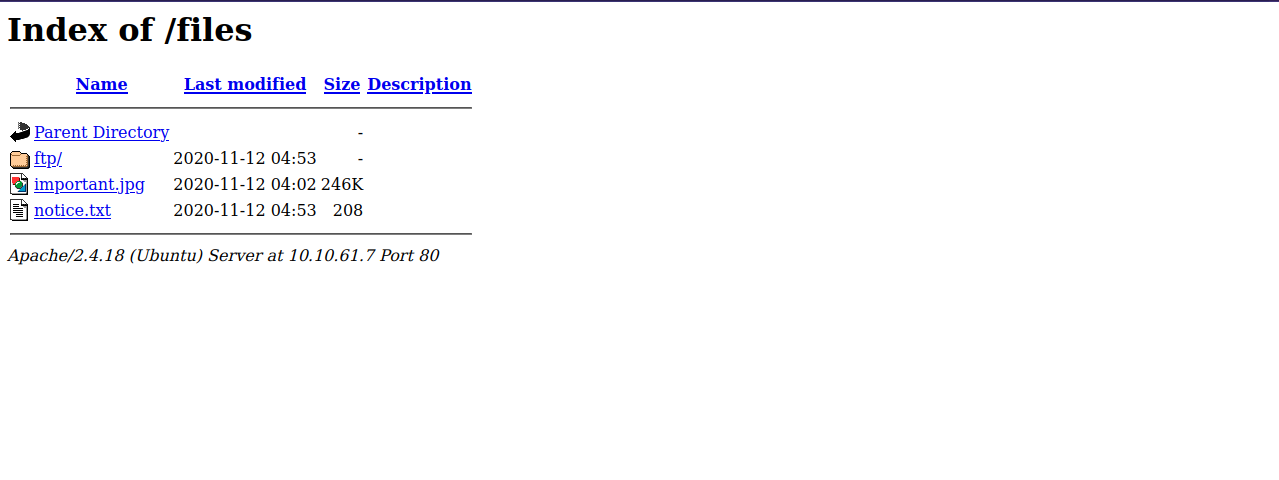 Index of /files
Name Last modified Size Description
Parent Directory -
ftp/ 2020-11-12 04:53 -
important.jpg 2020-11-12 04:02 246K
notice.txt 2020-11-12 04:53 208
Apache/2.4.18 (Ubuntu) Server at 10.10.61.7 Port 80